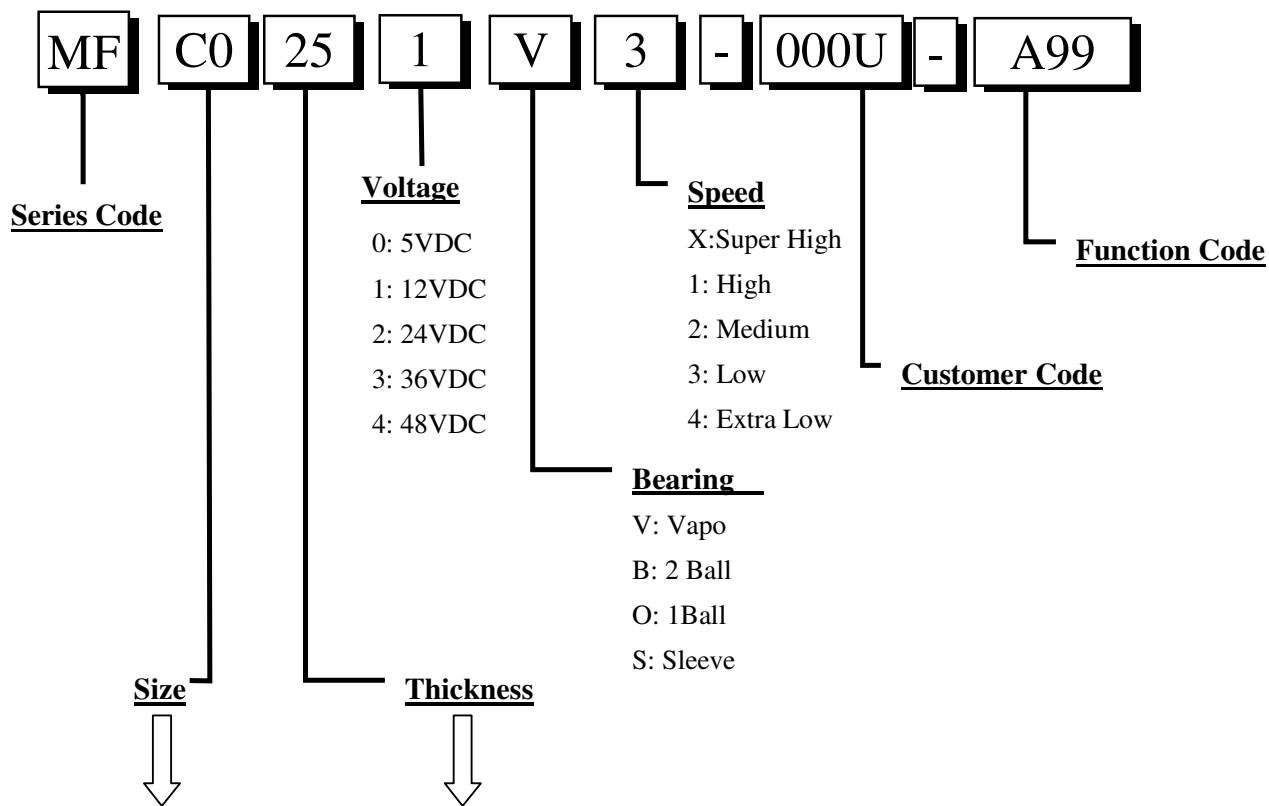 MF C0 25 1 V 3 - 000U - A99
Series Code
Voltage
0: 5VDC
1: 12VDC
2: 24VDC
3: 36VDC
4: 48VDC
Speed
X:Super High
1: High
2: Medium
3: Low
4: Extra Low
Function Code
Customer Code
Bearing
V: Vapo
B: 2 Ball
O: 1Ball
S: Sleeve
Size
Thickness